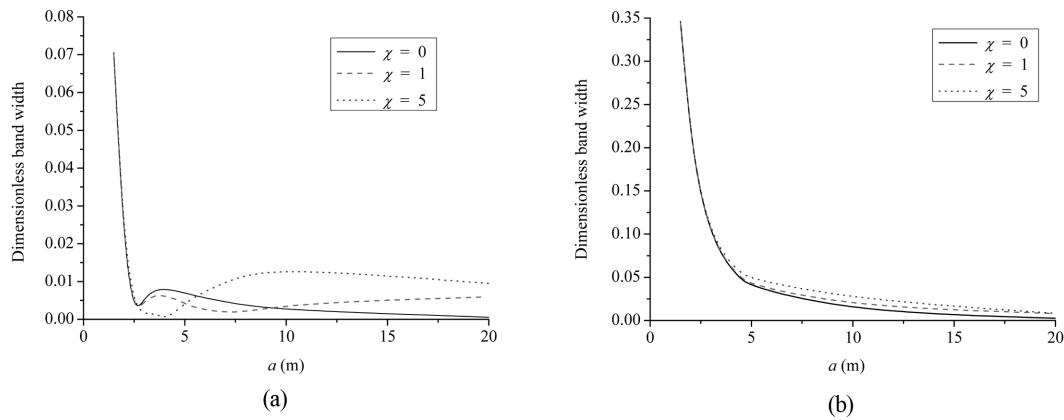 Dimensionless band width
0.08
0.07
0.06
0.05
0.04
0.03
0.02
0.01
0.00
0
5
10
15
20
a (m)
χ = 0
χ = 1
χ = 5
(a)
Dimensionless band width
0.35
0.30
0.25
0.20
0.15
0.10
0.05
0.00
0
5
10
15
20
a (m)
χ = 0
χ = 1
χ = 5
(b)